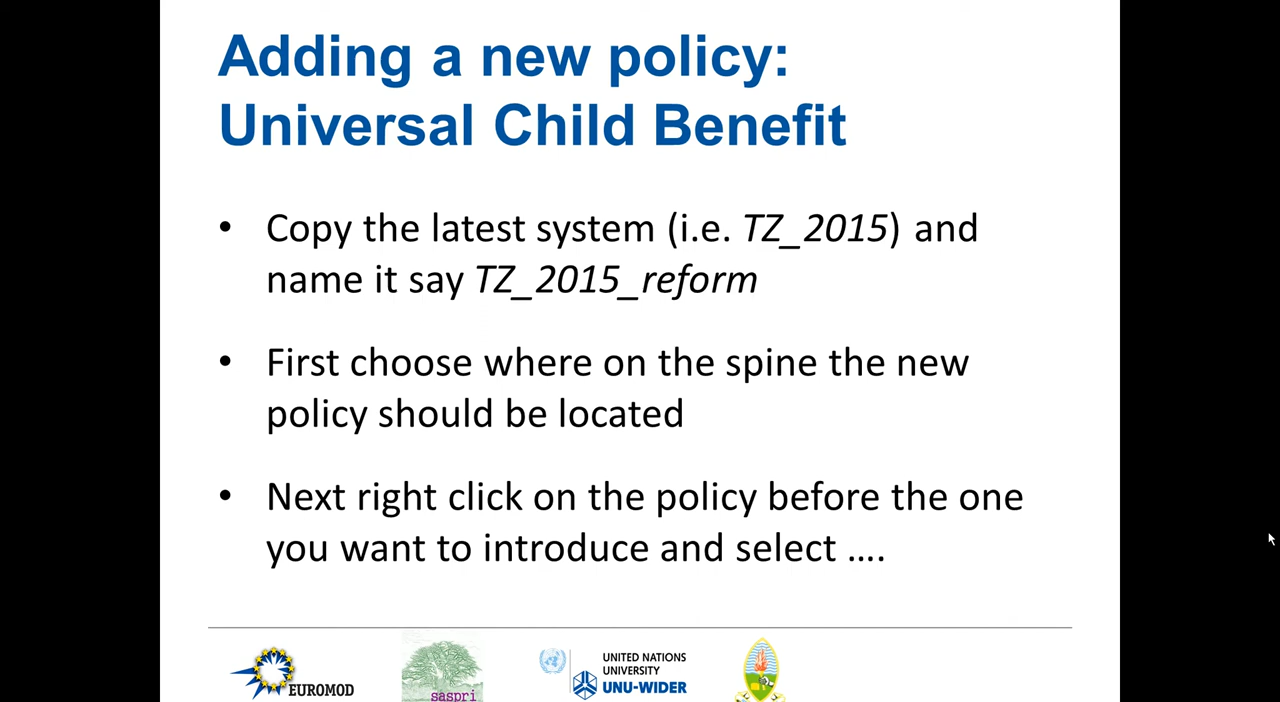 Adding a new policy:
Universal Child Benefit
• Copy the latest system (i.e. TZ_2015) and
name it say TZ_2015_reform
• First choose where on the spine the new
policy should be located
• Next right click on the policy before the one
you want to introduce and select ....
EUROMOD
saspri
UNITED NATIONS
UNIVERSITY
UNU-WIDER